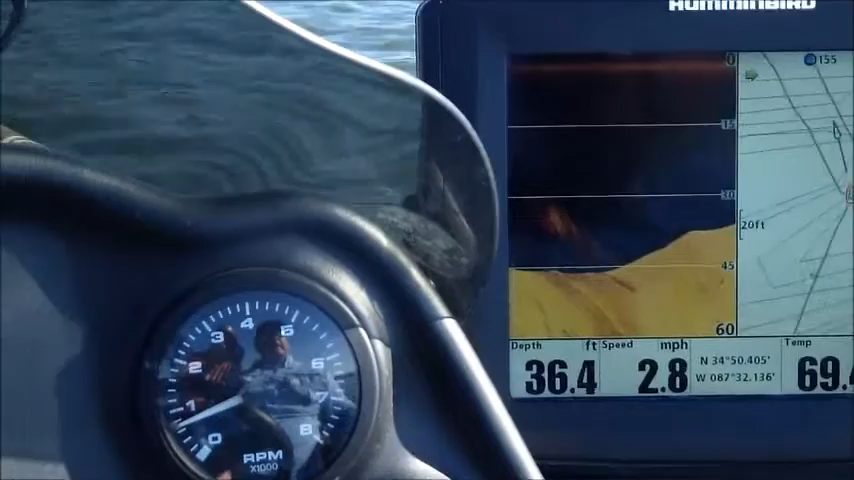 HUMMINBIRD
0
155
15
30
20ft
45
60
Depth ft Speed mph N 34°50.405' Temp
36.4 2.8 W 087°32.136' 69.
0 1 2 3 4 5 6 7 8
RPM
X1000